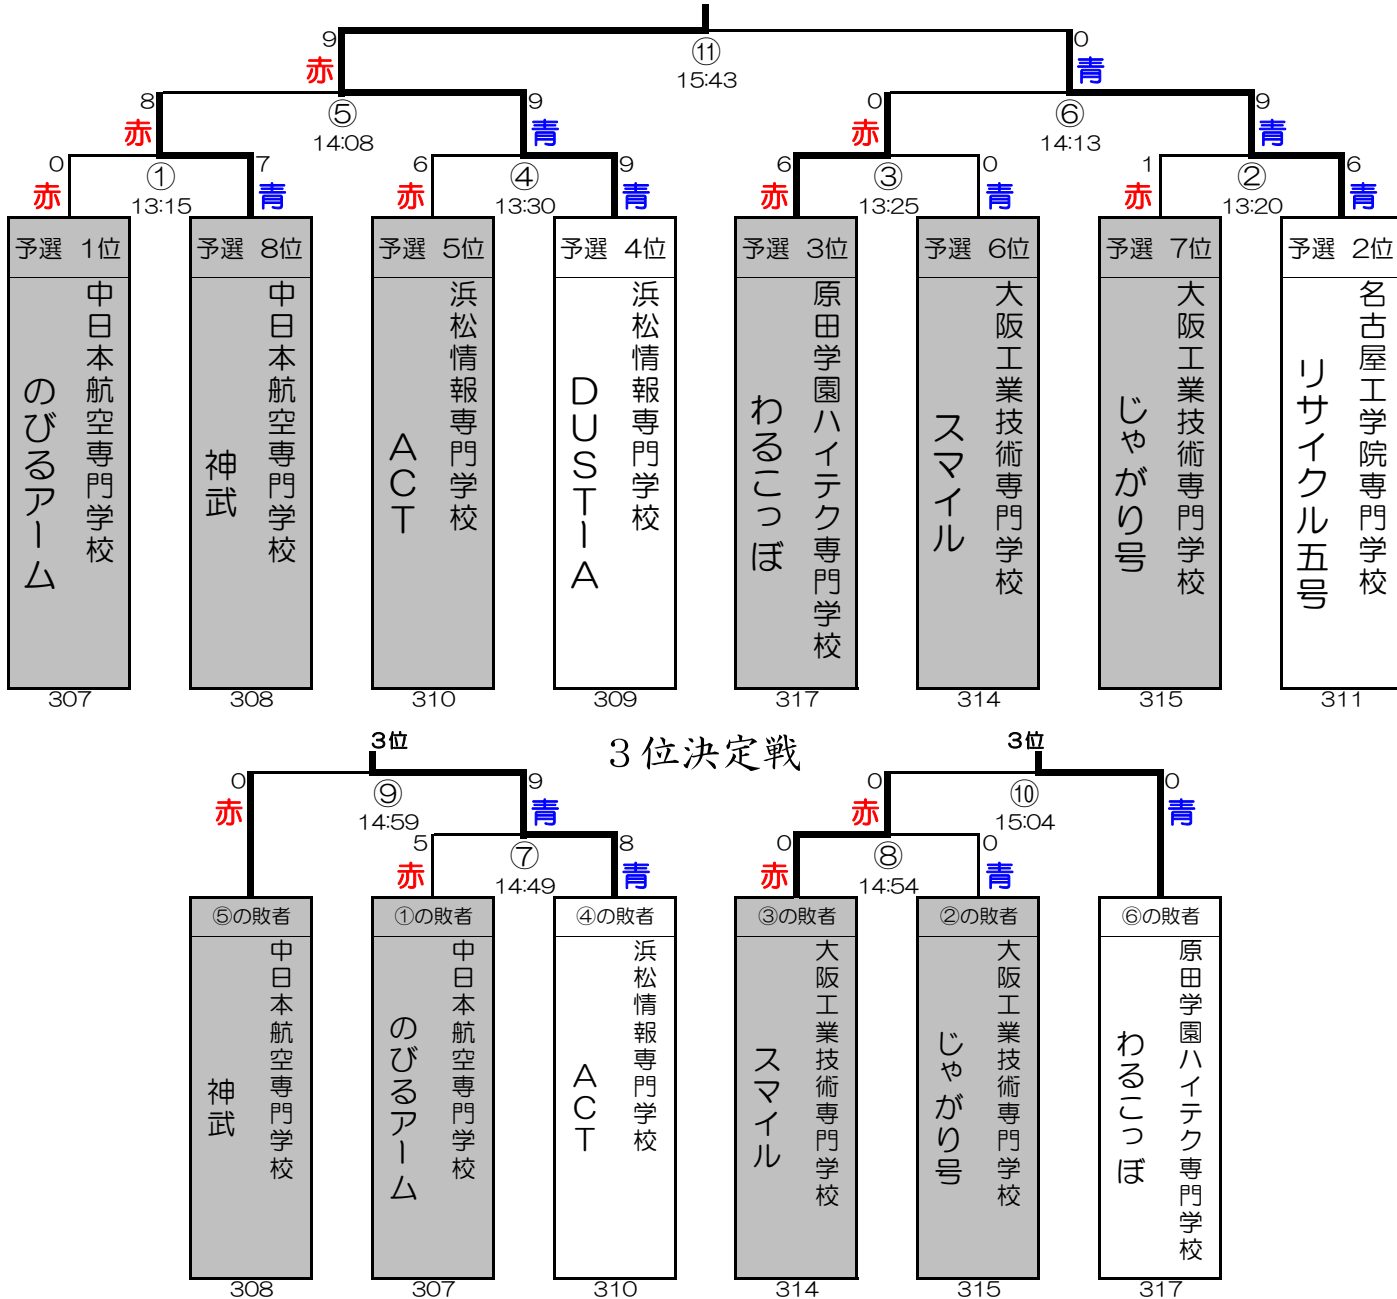 9
赤
⑪
15:43
0
青
8
赤
⑤
14:08
9
青
0
赤
⑥
14:13
9
青
0
赤
①
13:15
7
青
6
赤
④
13:30
9
青
6
赤
③
13:25
0
青
1
赤
②
13:20
6
青
予選 1位
中日本航空専門学校
のびるアーム
307
予選 8位
中日本航空専門学校
神武
308
予選 5位
浜松情報専門学校
ACT
310
予選 4位
浜松情報専門学校
DUST-A
309
予選 3位
原田学園ハイテク専門学校
わるこっぼ
317
予選 6位
大阪工業技術専門学校
スマイル
314
予選 7位
大阪工業技術専門学校
じゃがり号
315
予選 2位
名古屋工学院専門学校
リサイクル五号
311
3位決定戦
3位
0
赤
⑨
14:59
9
青
5
赤
⑦
14:49
8
青
3位
0
赤
⑩
15:04
0
青
0
赤
⑧
14:54
0
青
⑤の敗者
中日本航空専門学校
神武
308
①の敗者
中日本航空専門学校
のびるアーム
307
④の敗者
浜松情報専門学校
ACT
310
③の敗者
大阪工業技術専門学校
スマイル
314
②の敗者
大阪工業技術専門学校
じゃがり号
315
⑥の敗者
原田学園ハイテク専門学校
わるこっぼ
317